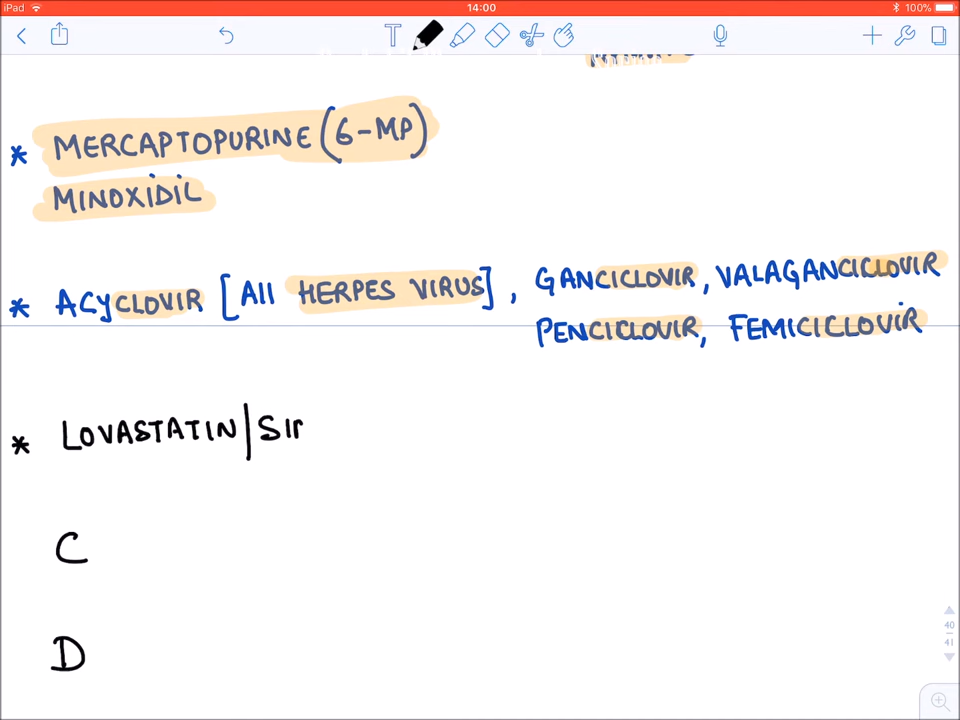 iPad 14:00 100%
T
* MERCAPTOPURINE (6-MP)
MINOXIDIL
* ACYCLOVIR [All HERPES VIRUS], GANCICLOVIR, VALAGANCICLOVIR
PENCICLOVIR, FEMICICLOVIR
* LOVASTATIN|SIP
C
D
40
41